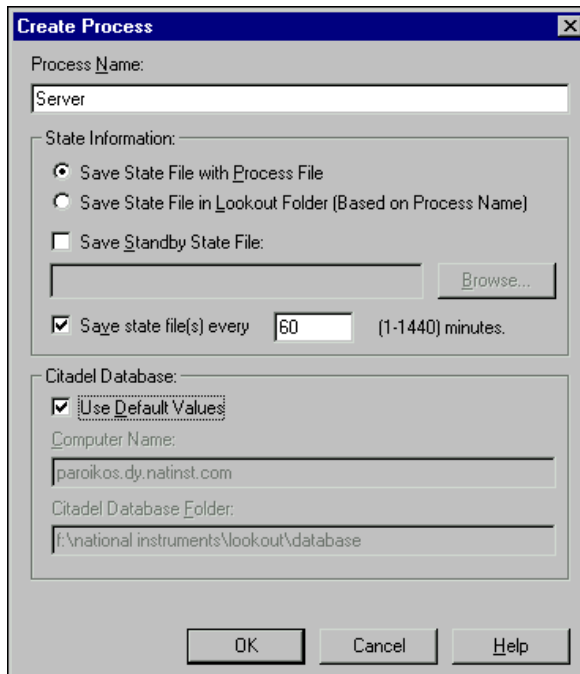 Create Process
Process Name:
Server
State Information:
Save State File with Process File
Save State File in Lookout Folder (Based on Process Name)
Save Standby State File:
Browse...
Save state file(s) every 60 (1-1440) minutes.
Citadel Database:
Use Default Values
Computer Name:
paroikos.dy.natinst.com
Citadel Database Folder:
f:\national instruments\lookout\database
OK Cancel Help